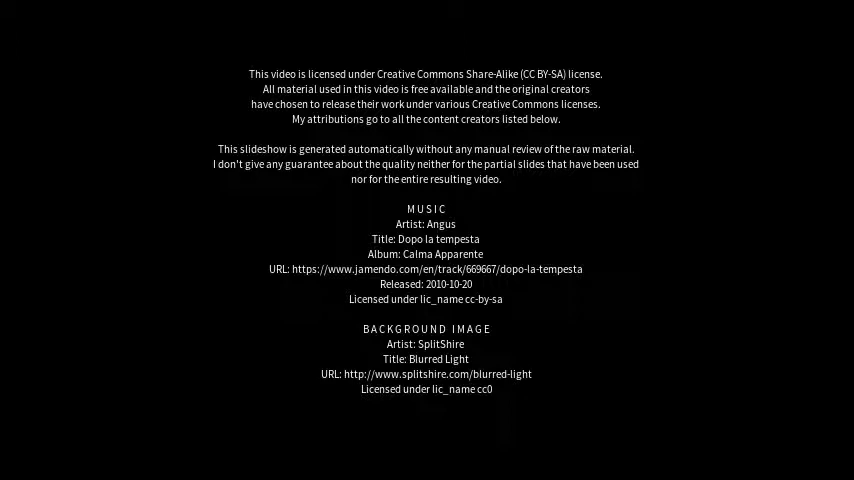 This video is licensed under Creative Commons Share-Alike (CC BY-SA) license.
All material used in this video is free available and the original creators
have chosen to release their work under various Creative Commons licenses.
My attributions go to all the content creators listed below.
This slideshow is generated automatically without any manual review of the raw material.
I don't give any guarantee about the quality neither for the partial slides that have been used
nor for the entire resulting video.
M U S I C
Artist: Angus
Title: Dopo la tempesta
Album: Calma Apparente
URL: https://www.jamendo.com/en/track/669667/dopo-la-tempesta
Released: 2010-10-20
Licensed under lic_name cc-by-sa
B A C K G R O U N D   I M A G E
Artist: SplitShire
Title: Blurred Light
URL: http://www.splitshire.com/blurred-light
Licensed under lic_name cc0